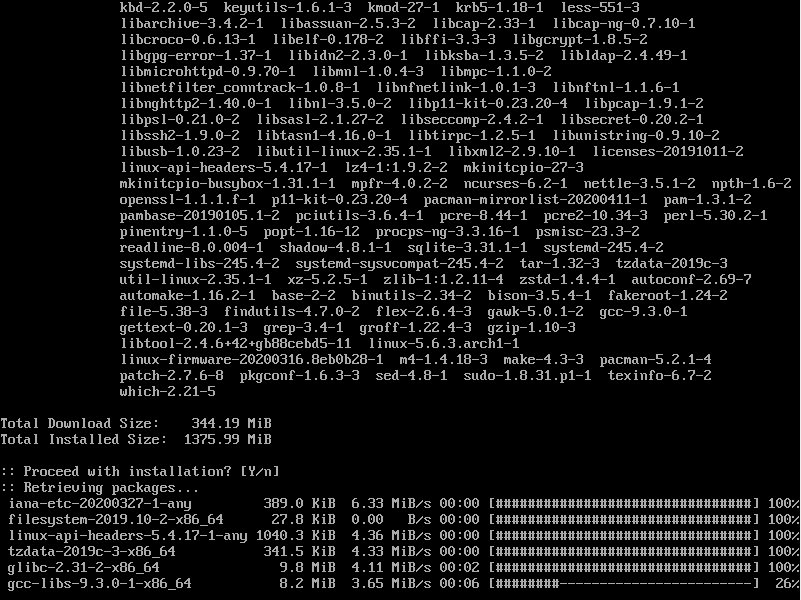 kbd-2.2.0-5  keyutils-1.6.1-3  kmod-27-1  krb5-1.18-1  less-551-3
libarchive-3.4.2-1  libassuan-2.5.3-2  libcap-2.33-1  libcap-ng-0.7.10-1
libcroco-0.6.13-1  libelf-0.178-2  libffi-3.3-3  libgcrypt-1.8.5-2
libgpg-error-1.37-1  libidn2-2.3.0-1  libksba-1.3.5-2  libldap-2.4.49-1
libmicrohttpd-0.9.70-1  libmnl-1.0.4-3  libmpc-1.1.0-2
libnetfilter_conntrack-1.0.8-1  libnfnetlink-1.0.1-3  libnftnl-1.1.6-1
libnghttp2-1.40.0-1  libnl-3.5.0-2  libp11-kit-0.23.20-4  libpcap-1.9.1-2
libpsl-0.21.0-2  libsasl-2.1.27-2  libseccomp-2.4.2-1  libsecret-0.20.2-1
libssh2-1.9.0-2  libtasn1-4.16.0-1  libtirpc-1.2.5-1  libunistring-0.9.10-2
libusb-1.0.23-2  libutil-linux-2.35.1-1  libxml2-2.9.10-1  licenses-20191011-2
linux-api-headers-5.4.17-1  lz4-1:1.9.2-2  mkinitcpio-27-3
mkinitcpio-busybox-1.31.1-1  mpfr-4.0.2-2  ncurses-6.2-1  nettle-3.5.1-2  npth-1.6-2
openssl-1.1.1.f-1  p11-kit-0.23.20-4  pacman-mirrorlist-20200411-1  pam-1.3.1-2
pambase-20190105.1-2  pciutils-3.6.4-1  pcre-8.44-1  pcre2-10.34-3  perl-5.30.2-1
pinentry-1.1.0-5  popt-1.16-12  procps-ng-3.3.16-1  psmisc-23.3-2
readline-8.0.004-1  shadow-4.8.1-1  sqlite-3.31.1-1  systemd-245.4-2
systemd-libs-245.4-2  systemd-sysvcompat-245.4-2  tar-1.32-3  tzdata-2019c-3
util-linux-2.35.1-1  xz-5.2.5-1  zlib-1:1.2.11-4  zstd-1.4.4-1  autoconf-2.69-7
automake-1.16.2-1  base-2-2  binutils-2.34-2  bison-3.5.4-1  fakeroot-1.24-2
file-5.38-3  findutils-4.7.0-2  flex-2.6.4-3  gawk-5.0.1-2  gcc-9.3.0-1
gettext-0.20.1-3  grep-3.4-1  groff-1.22.4-3  gzip-1.10-3
libtool-2.4.6+42+gb88cebd5-11  linux-5.6.3.arch1-1
linux-firmware-20200316.8eb0b28-1  m4-1.4.18-3  make-4.3-3  pacman-5.2.1-4
patch-2.7.6-8  pkgconf-1.6.3-3  sed-4.8-1  sudo-1.8.31.p1-1  texinfo-6.7-2
which-2.21-5
Total Download Size:    344.19 MiB
Total Installed Size:  1375.99 MiB
:: Proceed with installation? [Y/n]
:: Retrieving packages...
iana-etc-20200327-1-any         389.0 KiB  6.33 MiB/s 00:00 [################################] 100%
filesystem-2019.10-2-x86_64      27.8 KiB  0.00   B/s 00:00 [################################] 100%
linux-api-headers-5.4.17-1-any 1040.3 KiB  4.36 MiB/s 00:00 [################################] 100%
tzdata-2019c-3-x86_64           341.5 KiB  4.33 MiB/s 00:00 [################################] 100%
glibc-2.31-2-x86_64               9.8 MiB  4.11 MiB/s 00:02 [################################] 100%
gcc-libs-9.3.0-1-x86_64           8.2 MiB  3.65 MiB/s 00:06 [########------------------------]  26%